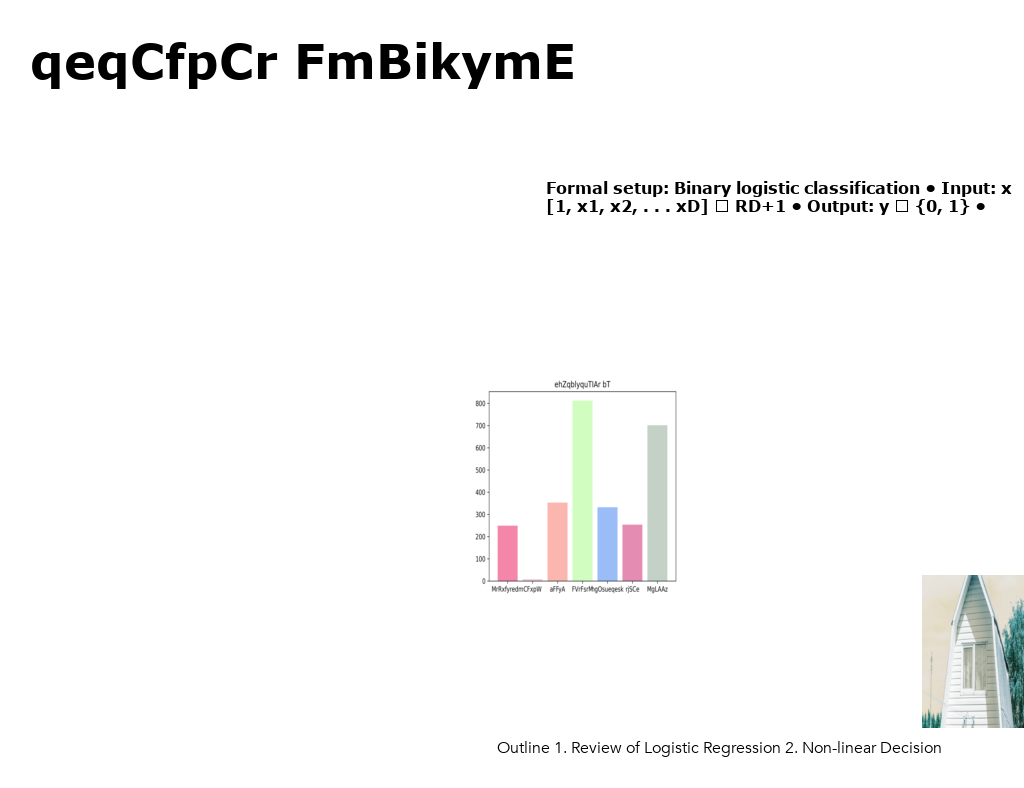 qeqCfpCr FmBikymE
Formal setup: Binary logistic classification • Input: x
[1, x1, x2, . . . xD] □ RD+1 • Output: y □ {0, 1} •
ehZqblyquTlAr bT
800
700
600
500
400
300
200
100
0
aFFyA rjSCe MgLAAz
Outline 1. Review of Logistic Regression 2. Non-linear Decision